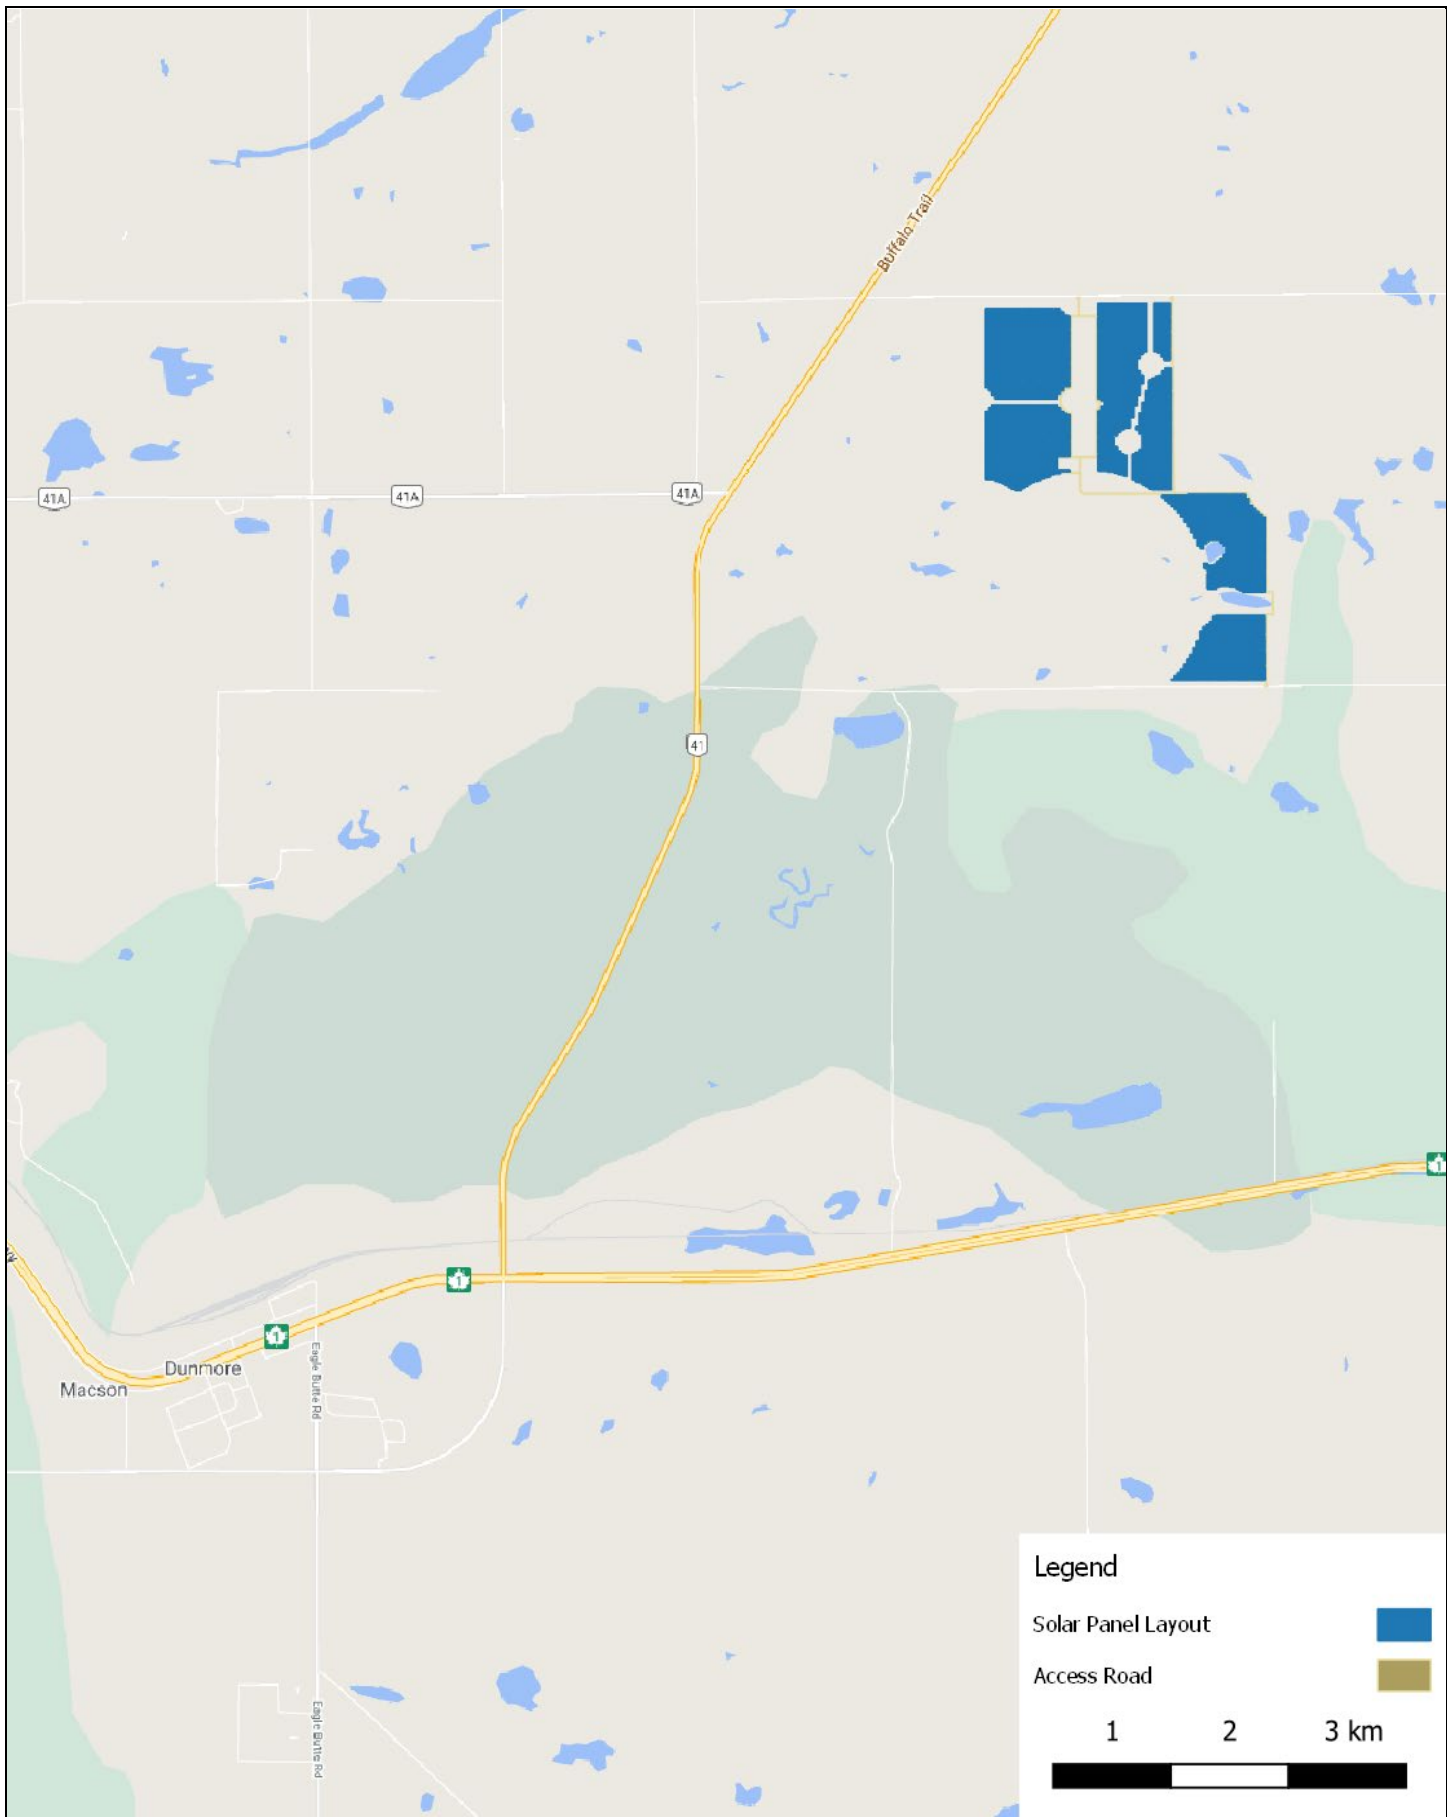 Buffalo Trail
41A
41A
41A
41
1
1
1
Dunmore
Macson
Eagle Butte Rd
Eagle Butte Rd
Legend
Solar Panel Layout
Access Road
1 2 3 km